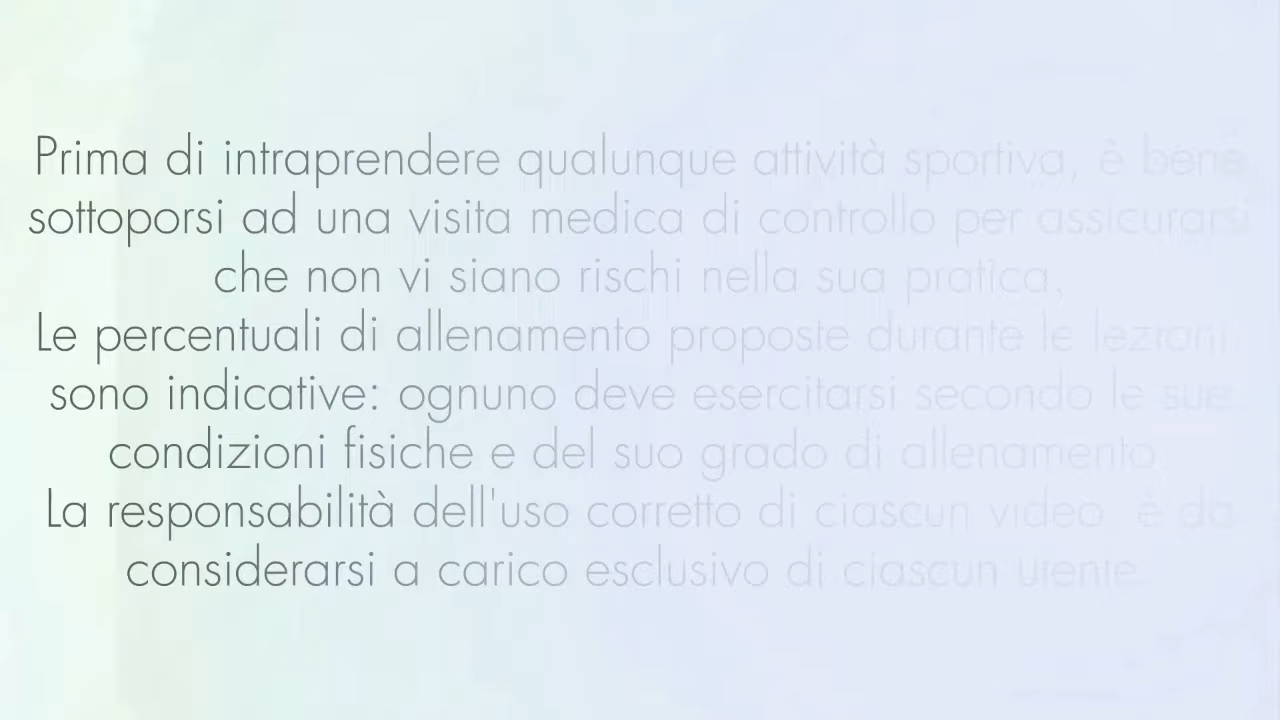 Prima di intraprendere qualunque attività sportiva, è bene
sottoporsi ad una visita medica di controllo per assicurarsi
che non vi siano rischi nella sua pratica.
Le percentuali di allenamento proposte durante le lezioni
sono indicative: ognuno deve esercitarsi secondo le sue
condizioni fisiche e del suo grado di allenamento
La responsabilità dell'uso corretto di ciascun video è da
considerarsi a carico esclusivo di ciascun utente